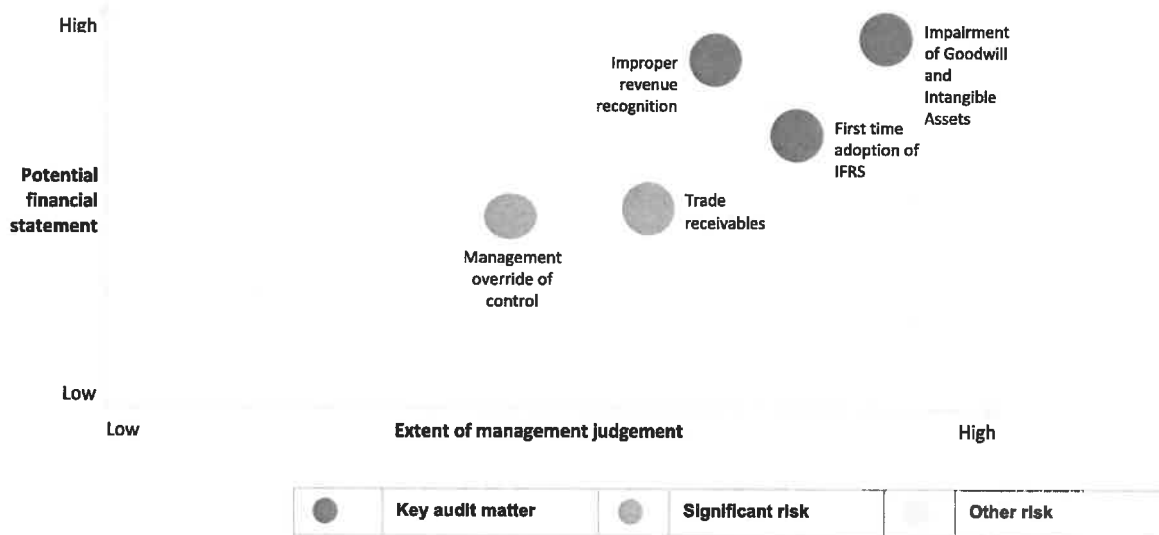 High
Impairment
of Goodwill
and
Intangible
Assets
Improper
revenue
recognition
First time
adoption of
IFRS
Potential
financial
statement
Trade
receivables
Management
override of
control
Low
Low
Extent of management judgement
High
Key audit matter
Significant risk
Other risk